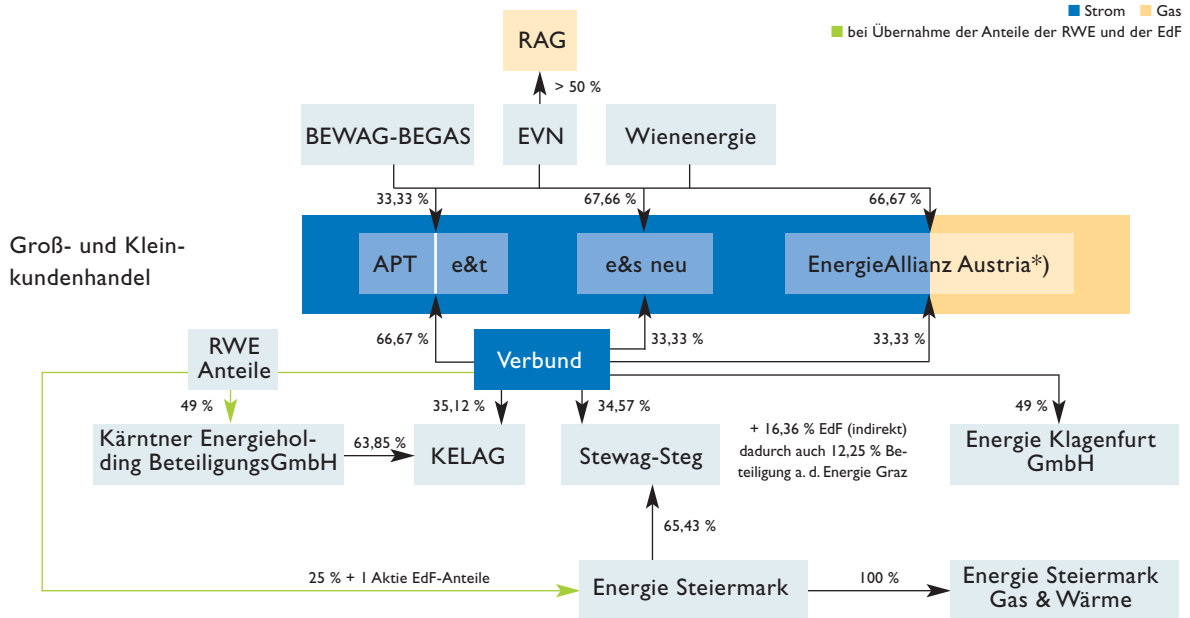 Strom
Gas
bei Übernahme der Anteile der RWE und der EdF
RAG
> 50 %
BEWAG-BEGAS
EVN
Wienenergie
33,33 %
67,66 %
66,67 %
Groß- und Klein-
kundenhandel
APT
e&t
e&s neu
EnergieAllianz Austria*)
66,67 %
33,33 %
33,33 %
RWE
Anteile
Verbund
49 %
35,12 %
34,57 %
49 %
Kärntner Energiehol-
ding BeteiligungsGmbH
63,85 %
KELAG
Stewag-Steg
+ 16,36 % EdF (indirekt)
dadurch auch 12,25 % Be-
teiligung a. d. Energie Graz
Energie Klagenfurt
GmbH
65,43 %
25 % + 1 Aktie EdF-Anteile
Energie Steiermark
100 %
Energie Steiermark
Gas & Wärme